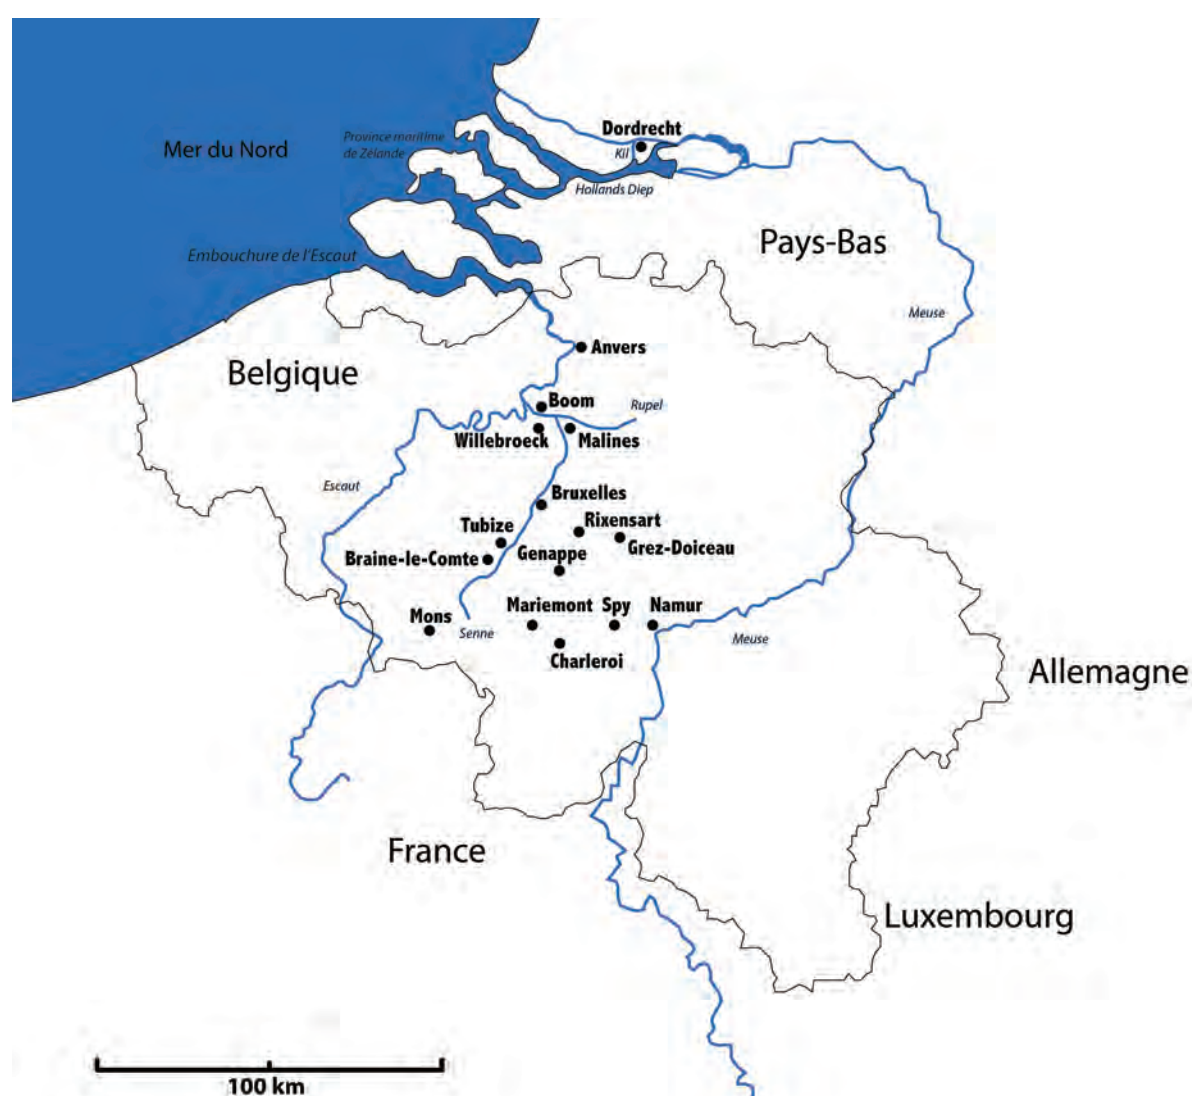 Dordrecht
Province maritime
de Zélande
Mer du Nord
Kil
Hollands Diep
Pays-Bas
Embouchure de l'Escaut
Meuse
Anvers
Belgique
Boom
Rupel
Willebroeck
Malines
Escaut
Bruxelles
Rixensart
Tubize
Grez-Doiceau
Genappe
Braine-le-Comte
Mariemont
Spy
Namur
Mons
Senne
Meuse
Charleroi
Allemagne
France
Luxembourg
100 km